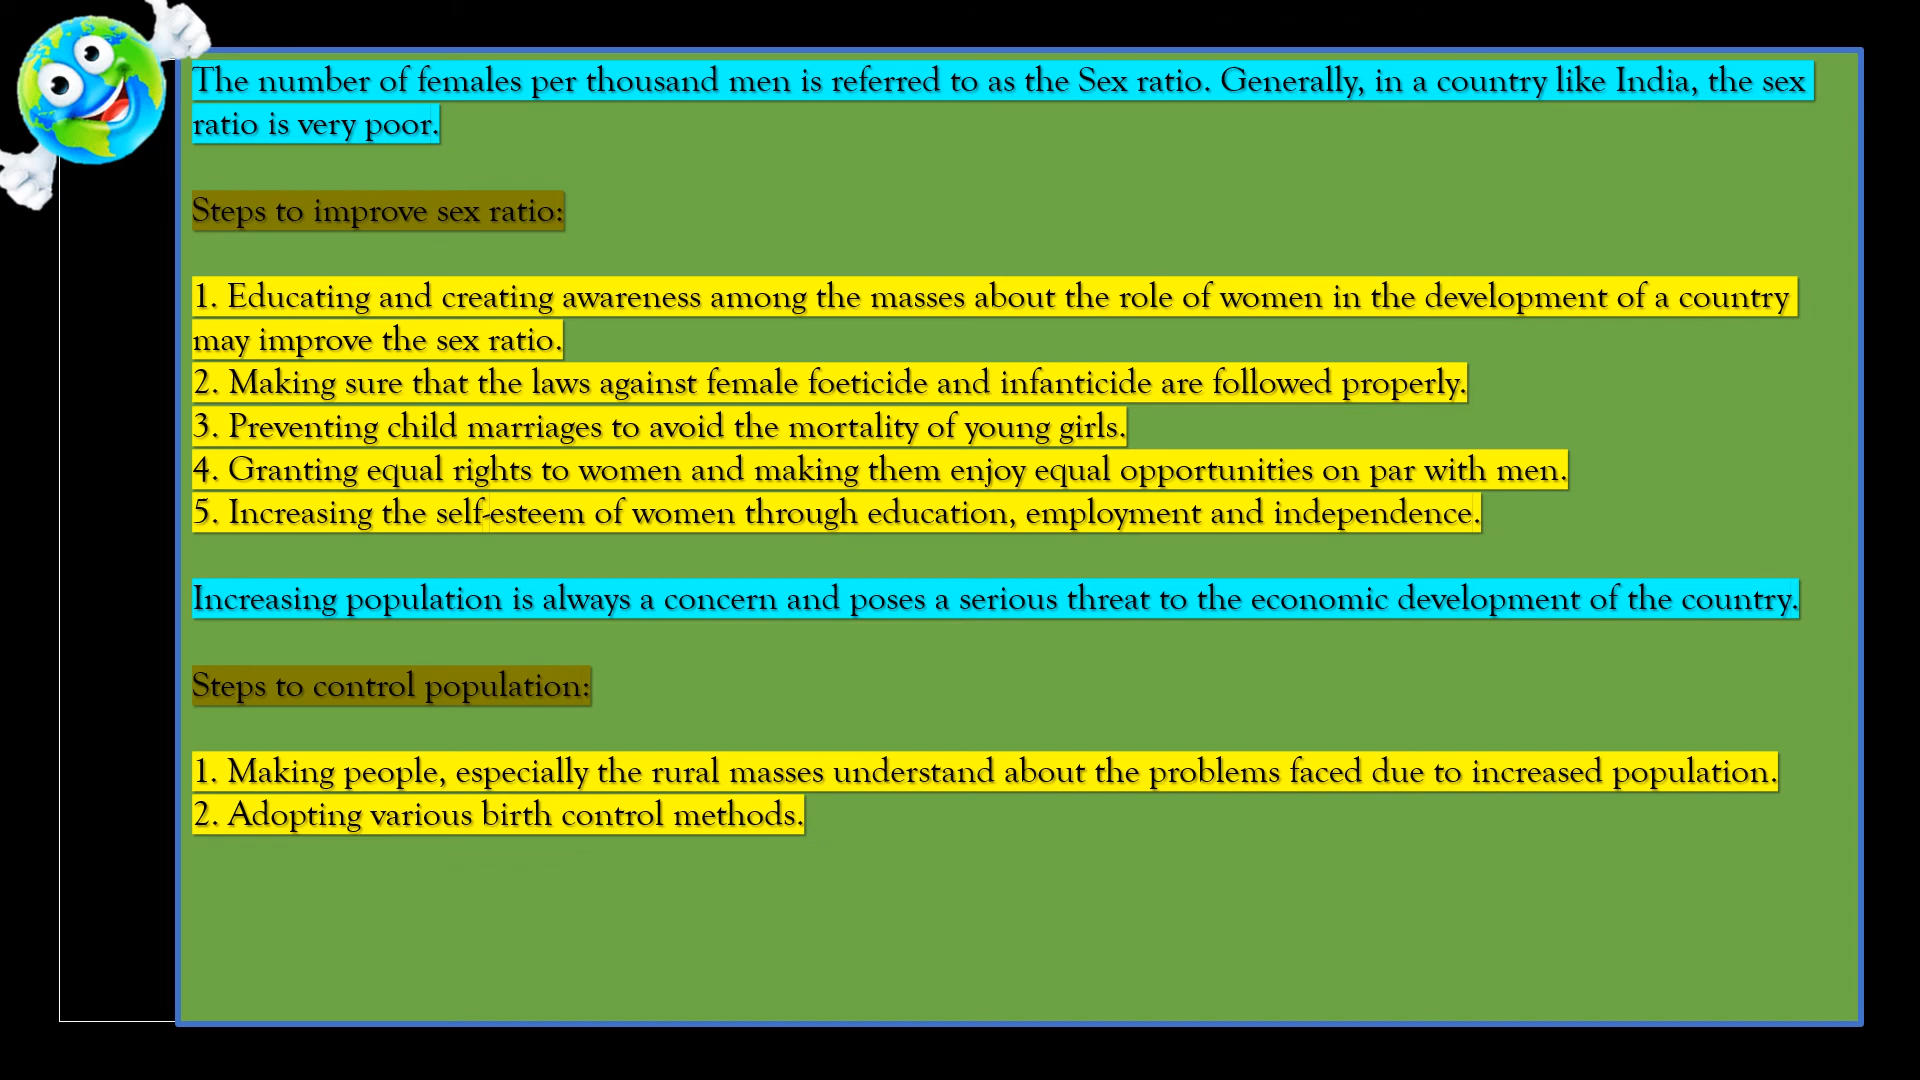 The number of females per thousand men is referred to as the Sex ratio. Generally, in a country like India, the sex
ratio is very poor.
Steps to improve sex ratio:
1. Educating and creating awareness among the masses about the role of women in the development of a country
may improve the sex ratio.
2. Making sure that the laws against female foeticide and infanticide are followed properly.
3. Preventing child marriages to avoid the mortality of young girls.
4. Granting equal rights to women and making them enjoy equal opportunities on par with men.
5. Increasing the self-esteem of women through education, employment and independence.
Increasing population is always a concern and poses a serious threat to the economic development of the country.
Steps to control population:
1. Making people, especially the rural masses understand about the problems faced due to increased population.
2. Adopting various birth control methods.